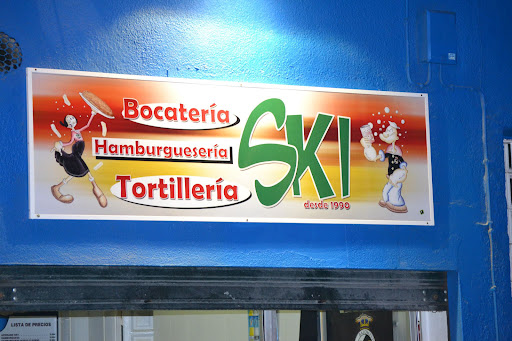 Bocatería
Hamburguesería
Tortillería
SKI
desde 1990
LISTA DE PRECIOS